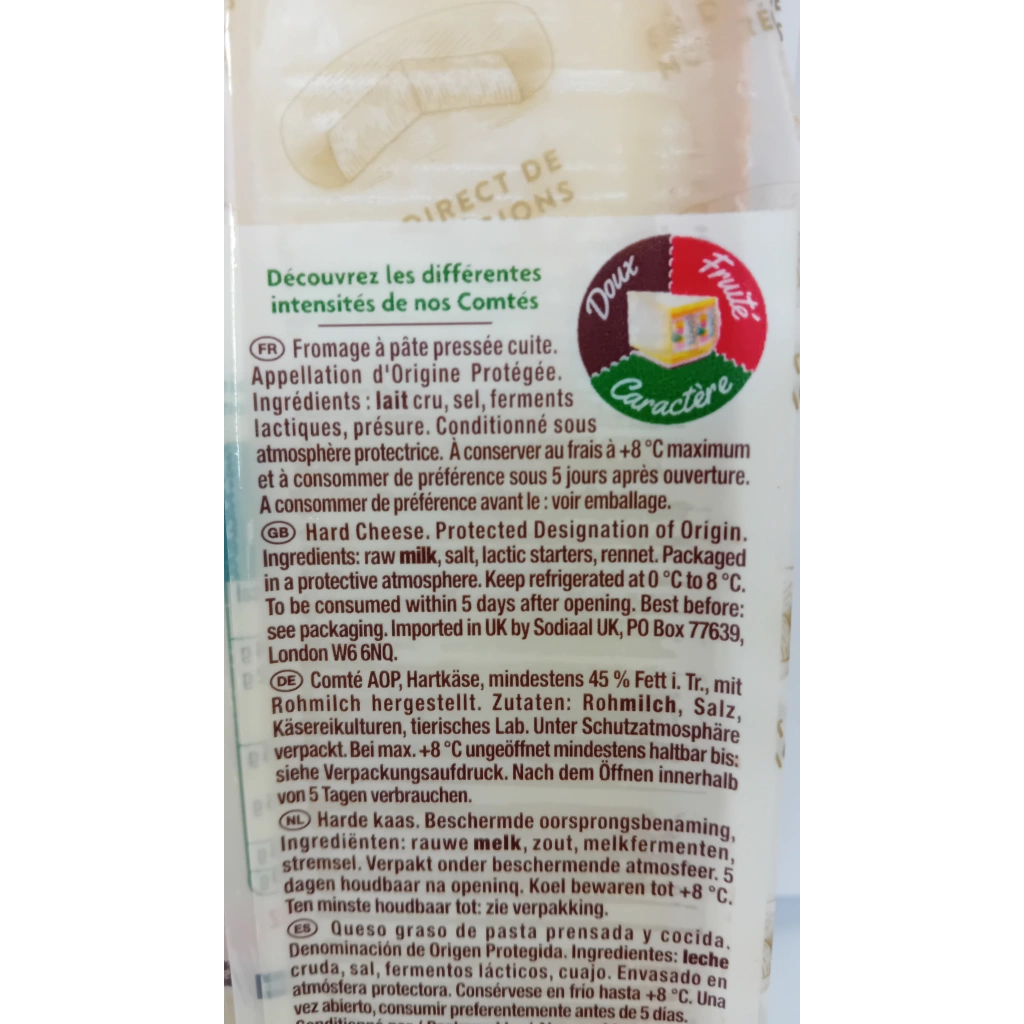 DIRECT DE
Découvrez les différentes
intensités de nos Comtés
Doux
Fruité
Caractère
FR Fromage à pâte pressée cuite.
Appellation d'Origine Protégée.
Ingrédients : lait cru, sel, ferments
lactiques, présure. Conditionné sous
atmosphère protectrice. À conserver au frais à +8 °C maximum
et à consommer de préférence sous 5 jours après ouverture.
A consommer de préférence avant le : voir emballage.
GB Hard Cheese. Protected Designation of Origin.
Ingredients: raw milk, salt, lactic starters, rennet. Packaged
in a protective atmosphere. Keep refrigerated at 0 °C to 8 °C.
To be consumed within 5 days after opening. Best before:
see packaging. Imported in UK by Sodiaal UK, PO Box 77639,
London W6 6NQ.
DE Comté AOP, Hartkäse, mindestens 45 % Fett i. Tr., mit
Rohmilch hergestellt. Zutaten: Rohmilch, Salz,
Käsereikulturen, tierisches Lab. Unter Schutzatmosphäre
verpackt. Bei max. +8 °C ungeöffnet mindestens haltbar bis:
siehe Verpackungsaufdruck. Nach dem Öffnen innerhalb
von 5 Tagen verbrauchen.
NL Harde kaas. Beschermde oorsprongsbenaming,
Ingrediënten: rauwe melk, zout, melkfermenten,
stremsel. Verpakt onder beschermende atmosfeer. 5
dagen houdbaar na opening. Koel bewaren tot +8 °C.
Ten minste houdbaar tot: zie verpakking.
ES Queso graso de pasta prensada y cocida.
Denominación de Origen Protegida. Ingredientes: leche
cruda, sal, fermentos lácticos, cuajo. Envasado en
atmósfera protectora. Consérvese en frío hasta +8 °C. Una
vez abierto, consumir preferentemente antes de 5 días.